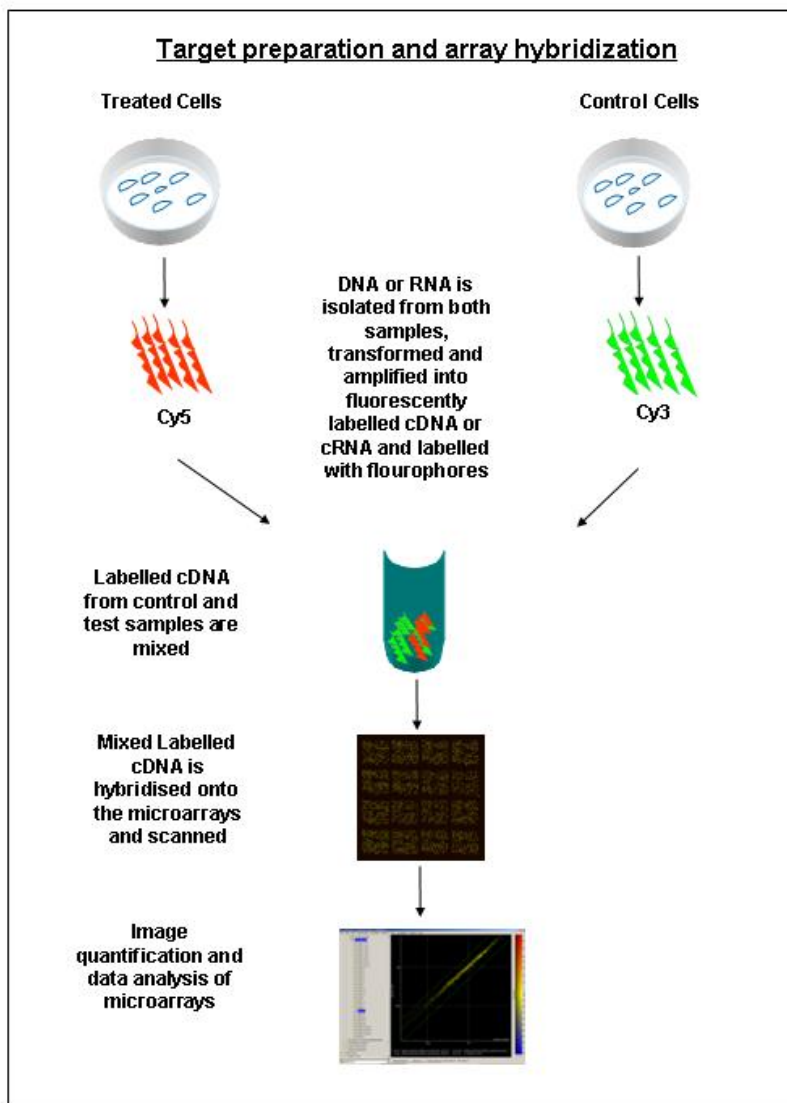 Target preparation and array hybridization
Treated Cells
Control Cells
DNA or RNA is
isolated from both
samples,
transformed and
amplified into
fluorescently
labelled cDNA or
cRNA and labelled
with flourophores
Cy5
Cy3
Labelled cDNA
from control and
test samples are
mixed
Mixed Labelled
cDNA is
hybridised onto
the microarrays
and scanned
Image
quantification and
data analysis of
microarrays